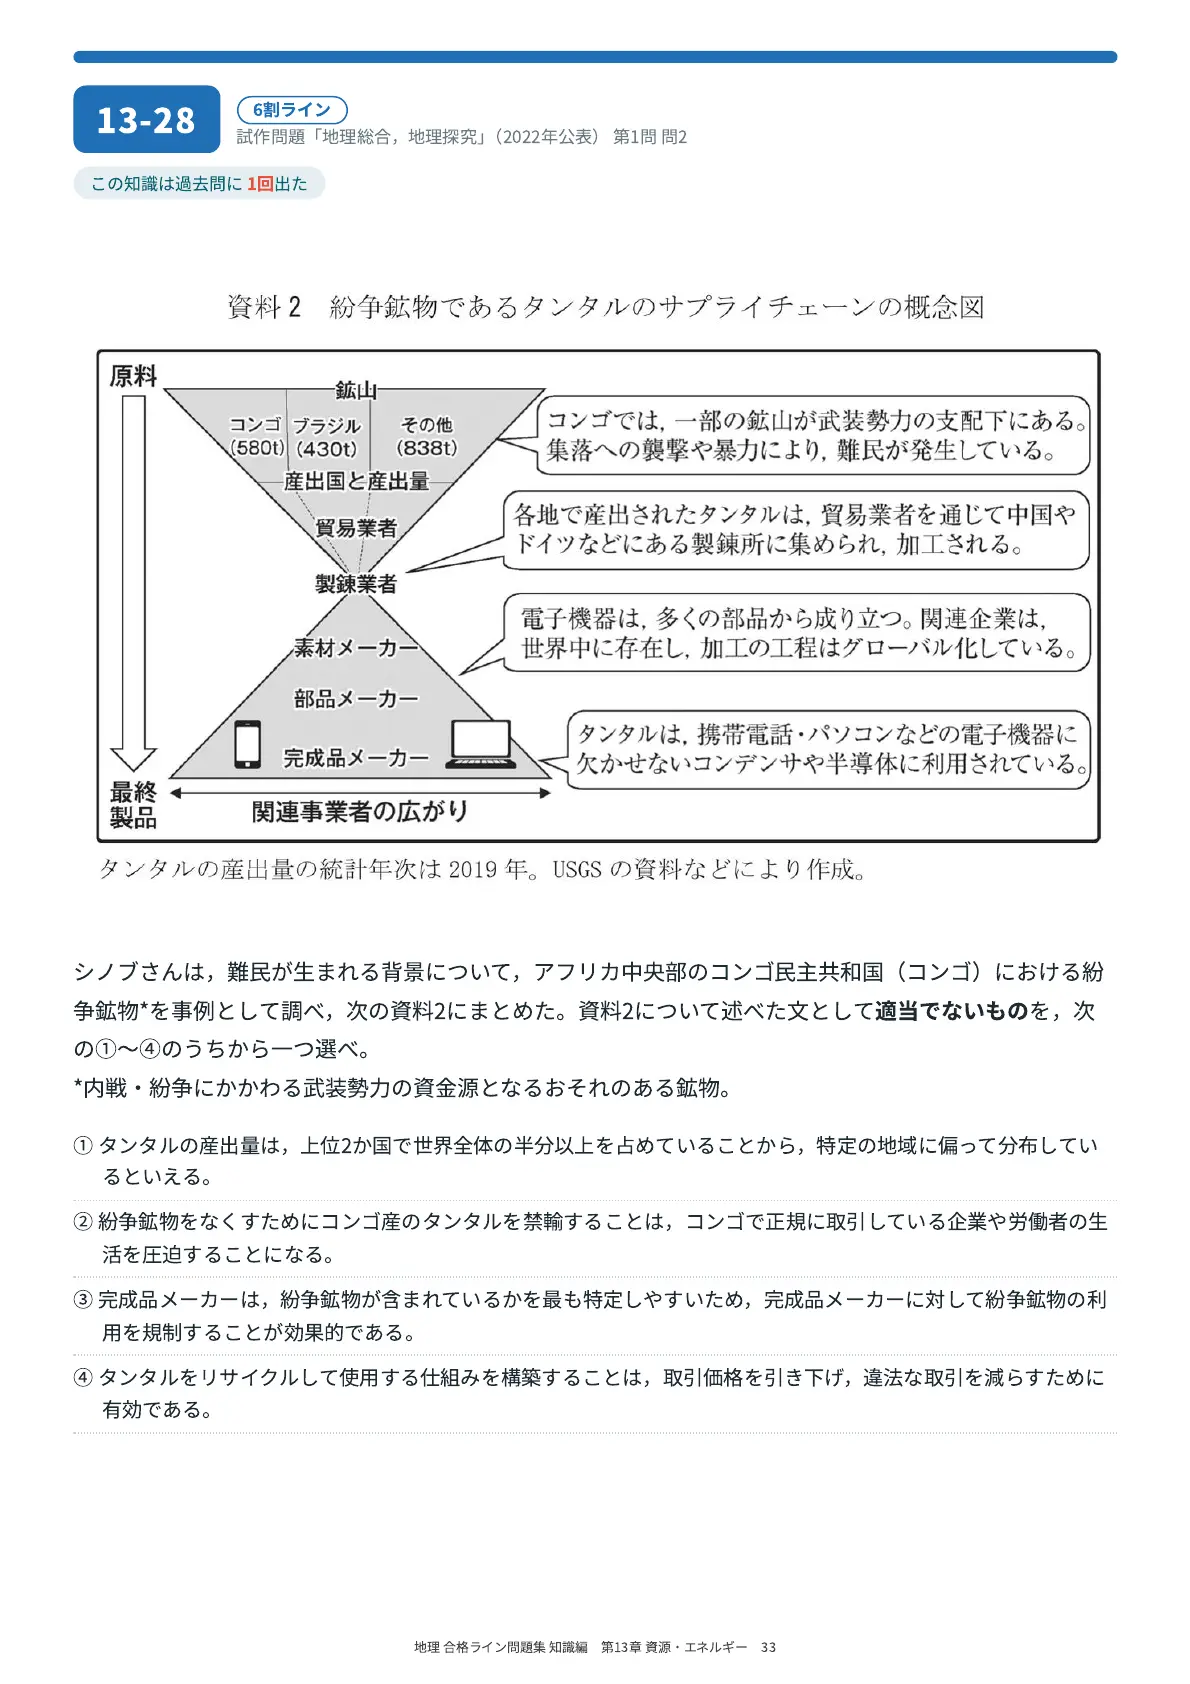 13-28
6割ライン
試作問題「地理総合，地理探究」（2022年公表） 第1問 問2
この知識は過去問に 1回出た
資料2　紛争鉱物であるタンタルのサプライチェーンの概念図
原料
鉱山
コンゴ ブラジル その他
(580t) (430t) (838t)
産出国と産出量
貿易業者
製錬業者
素材メーカー
部品メーカー
完成品メーカー
最終
製品
関連事業者の広がり
コンゴでは，一部の鉱山が武装勢力の支配下にある。
集落への襲撃や暴力により，難民が発生している。
各地で産出されたタンタルは，貿易業者を通じて中国や
ドイツなどにある製錬所に集められ，加工される。
電子機器は，多くの部品から成り立つ。関連企業は，
世界中に存在し，加工の工程はグローバル化している。
タンタルは，携帯電話・パソコンなどの電子機器に
欠かせないコンデンサや半導体に利用されている。
タンタルの産出量の統計年次は 2019 年。USGS の資料などにより作成。
シノブさんは，難民が生まれる背景について，アフリカ中央部のコンゴ民主共和国（コンゴ）における紛
争鉱物*を事例として調べ，次の資料2にまとめた。資料2について述べた文として適当でないものを，次
の①～④のうちから一つ選べ。
*内戦・紛争にかかわる武装勢力の資金源となるおそれのある鉱物。
① タンタルの産出量は，上位2か国で世界全体の半分以上を占めていることから，特定の地域に偏って分布してい
るといえる。
② 紛争鉱物をなくすためにコンゴ産のタンタルを禁輸することは，コンゴで正規に取引している企業や労働者の生
活を圧迫することになる。
③ 完成品メーカーは，紛争鉱物が含まれているかを最も特定しやすいため，完成品メーカーに対して紛争鉱物の利
用を規制することが効果的である。
④ タンタルをリサイクルして使用する仕組みを構築することは，取引価格を引き下げ，違法な取引を減らすために
有効である。
地理 合格ライン問題集 知識編　第13章 資源・エネルギー　33